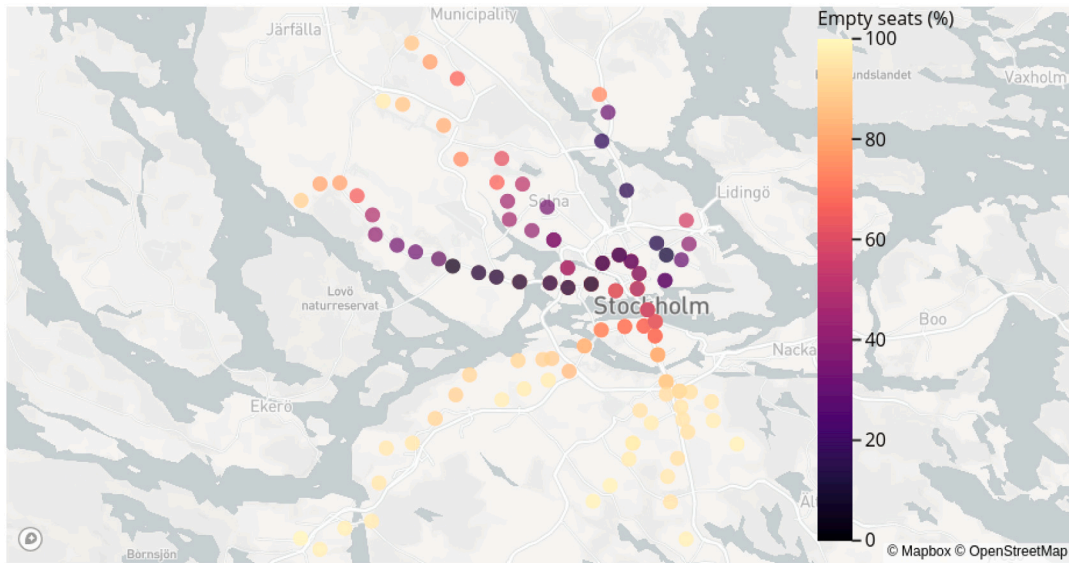 Empty seats (%)
Municipality
Järfälla
100
Vaxholm
80
Lidingö
Solna
60
Lovö
naturreservat
Stockholm
Boo
40
Nacka
Ekerö
20
Bornsjön
0
© Mapbox © OpenStreetMap